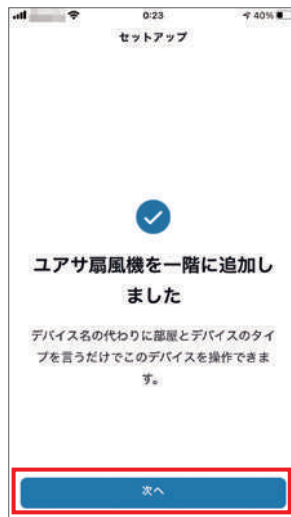 0:23
40%
セットアップ
ユアサ扇風機を一階に追加し
ました
デバイス名の代わりに部屋とデバイスのタイ
プを言うだけでこのデバイスを操作できま
す。
次へ